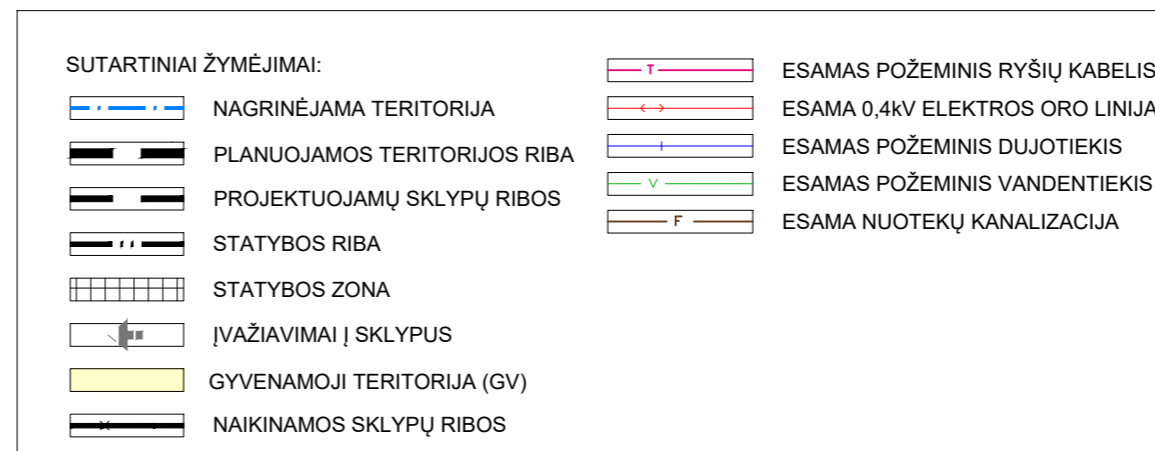 SUTARTINIAI ŽYMĖJIMAI:
NAGRINĖJAMA TERITORIJA
PLANUOJAMOS TERITORIJOS RIBA
PROJEKTUOJAMŲ SKLYPŲ RIBOS
STATYBOS RIBA
STATYBOS ZONA
ĮVAŽIAVIMAI Į SKLYPUS
GYVENAMOJI TERITORIJA (GV)
NAIKINAMOS SKLYPŲ RIBOS
T ESAMAS POŽEMINIS RYŠIŲ KABELIS
ESAMA 0,4kV ELEKTROS ORO LINIJA
ESAMAS POŽEMINIS DUJOTIEKIS
V ESAMAS POŽEMINIS VANDENTIEKIS
F ESAMA NUOTEKŲ KANALIZACIJA